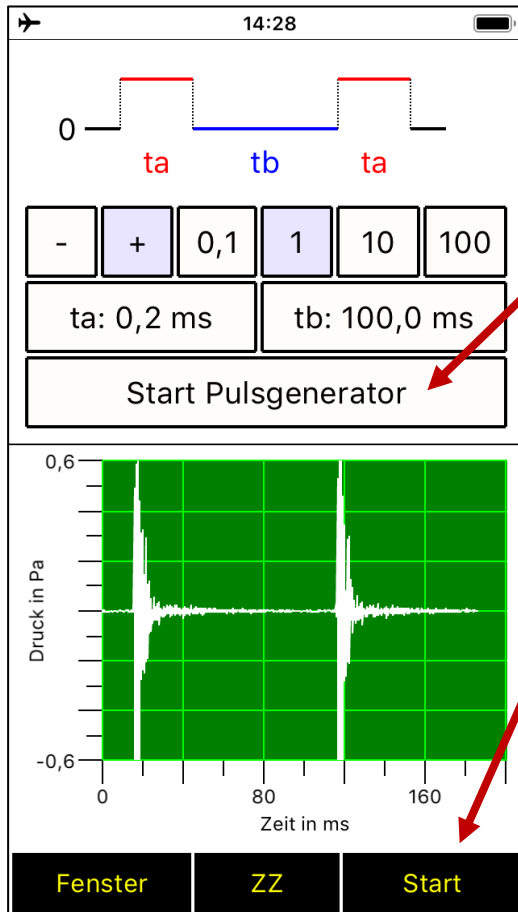 14:28
0
ta tb ta
- + 0,1 1 10 100
ta: 0,2 ms tb: 100,0 ms
Start Pulsgenerator
0,6
Druck in Pa
-0,6
0 80 160
Zeit in ms
Fenster ZZ Start